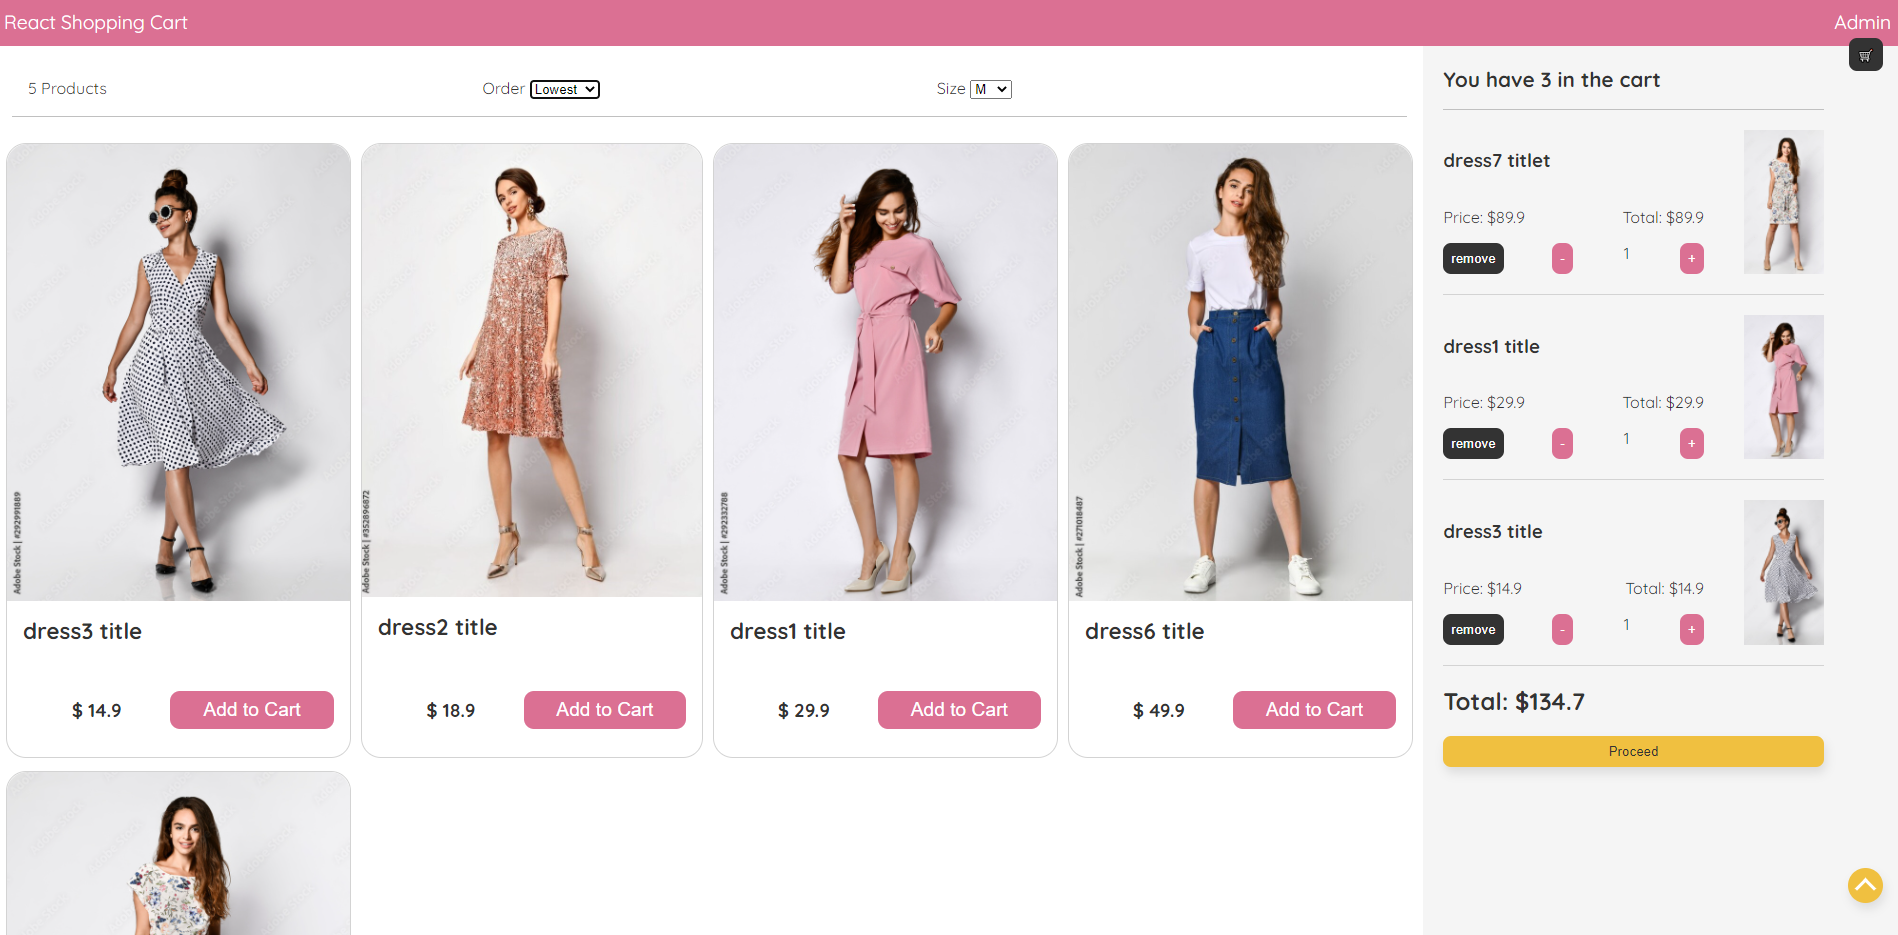 React Shopping Cart
Admin
5 Products
Order Lowest
Size M
Adobe Stock | #292991889
Adobe Stock | #352896872
Adobe Stock | #292332788
Adobe Stock | #271018487
dress3 title
$ 14.9
Add to Cart
dress2 title
$ 18.9
Add to Cart
dress1 title
$ 29.9
Add to Cart
dress6 title
$ 49.9
Add to Cart
You have 3 in the cart
dress7 titlet
Price: $89.9
Total: $89.9
remove
-
1
+
dress1 title
Price: $29.9
Total: $29.9
remove
-
1
+
dress3 title
Price: $14.9
Total: $14.9
remove
-
1
+
Total: $134.7
Proceed